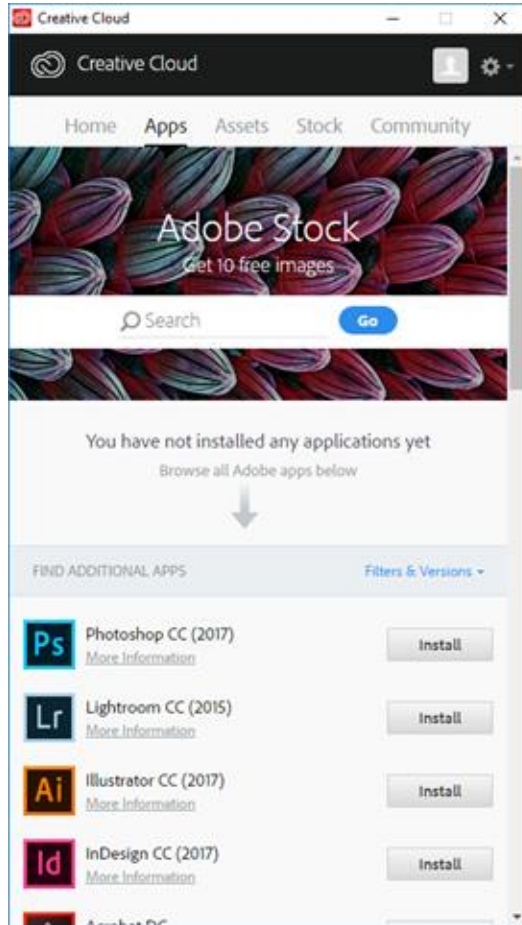 Creative Cloud
Creative Cloud
Home Apps Assets Stock Community
Adobe Stock
Get 10 free images
Search Go
You have not installed any applications yet
Browse all Adobe apps below
FIND ADDITIONAL APPS Filters & Versions
Ps Photoshop CC (2017) Install
More Information
Lr Lightroom CC (2015) Install
More Information
Ai Illustrator CC (2017) Install
More Information
Id InDesign CC (2017) Install
More Information
Acrobat DC